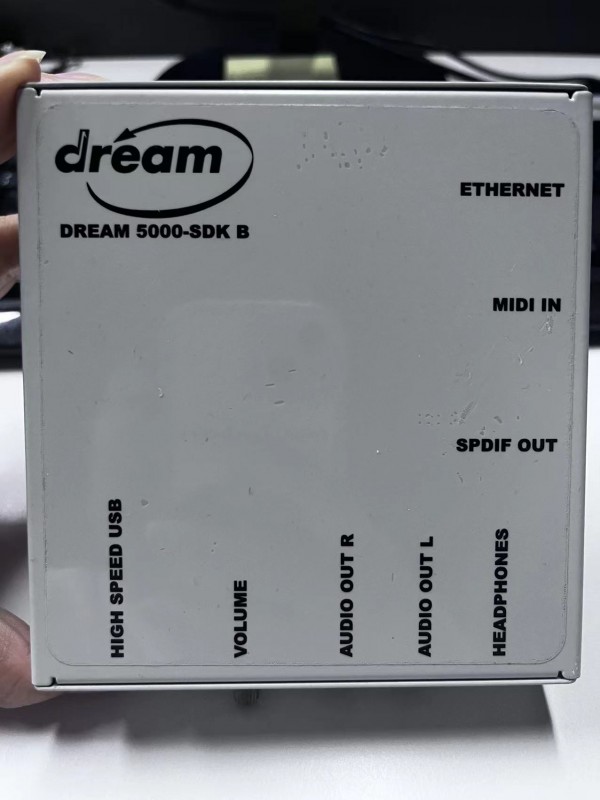 dream
DREAM 5000-SDK B
ETHERNET
MIDI IN
SPDIF OUT
HIGH SPEED USB
VOLUME
AUDIO OUT R
AUDIO OUT L
HEADPHONES